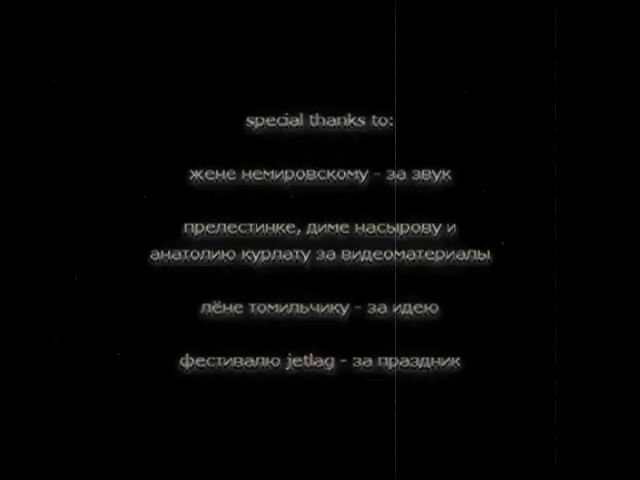 special thanks to:
жене немировскому - за звук
прелестинке, диме насырову и
анатолию курлату за видеоматериалы
лёне томильчику - за идею
фестивалю jetlag - за праздник